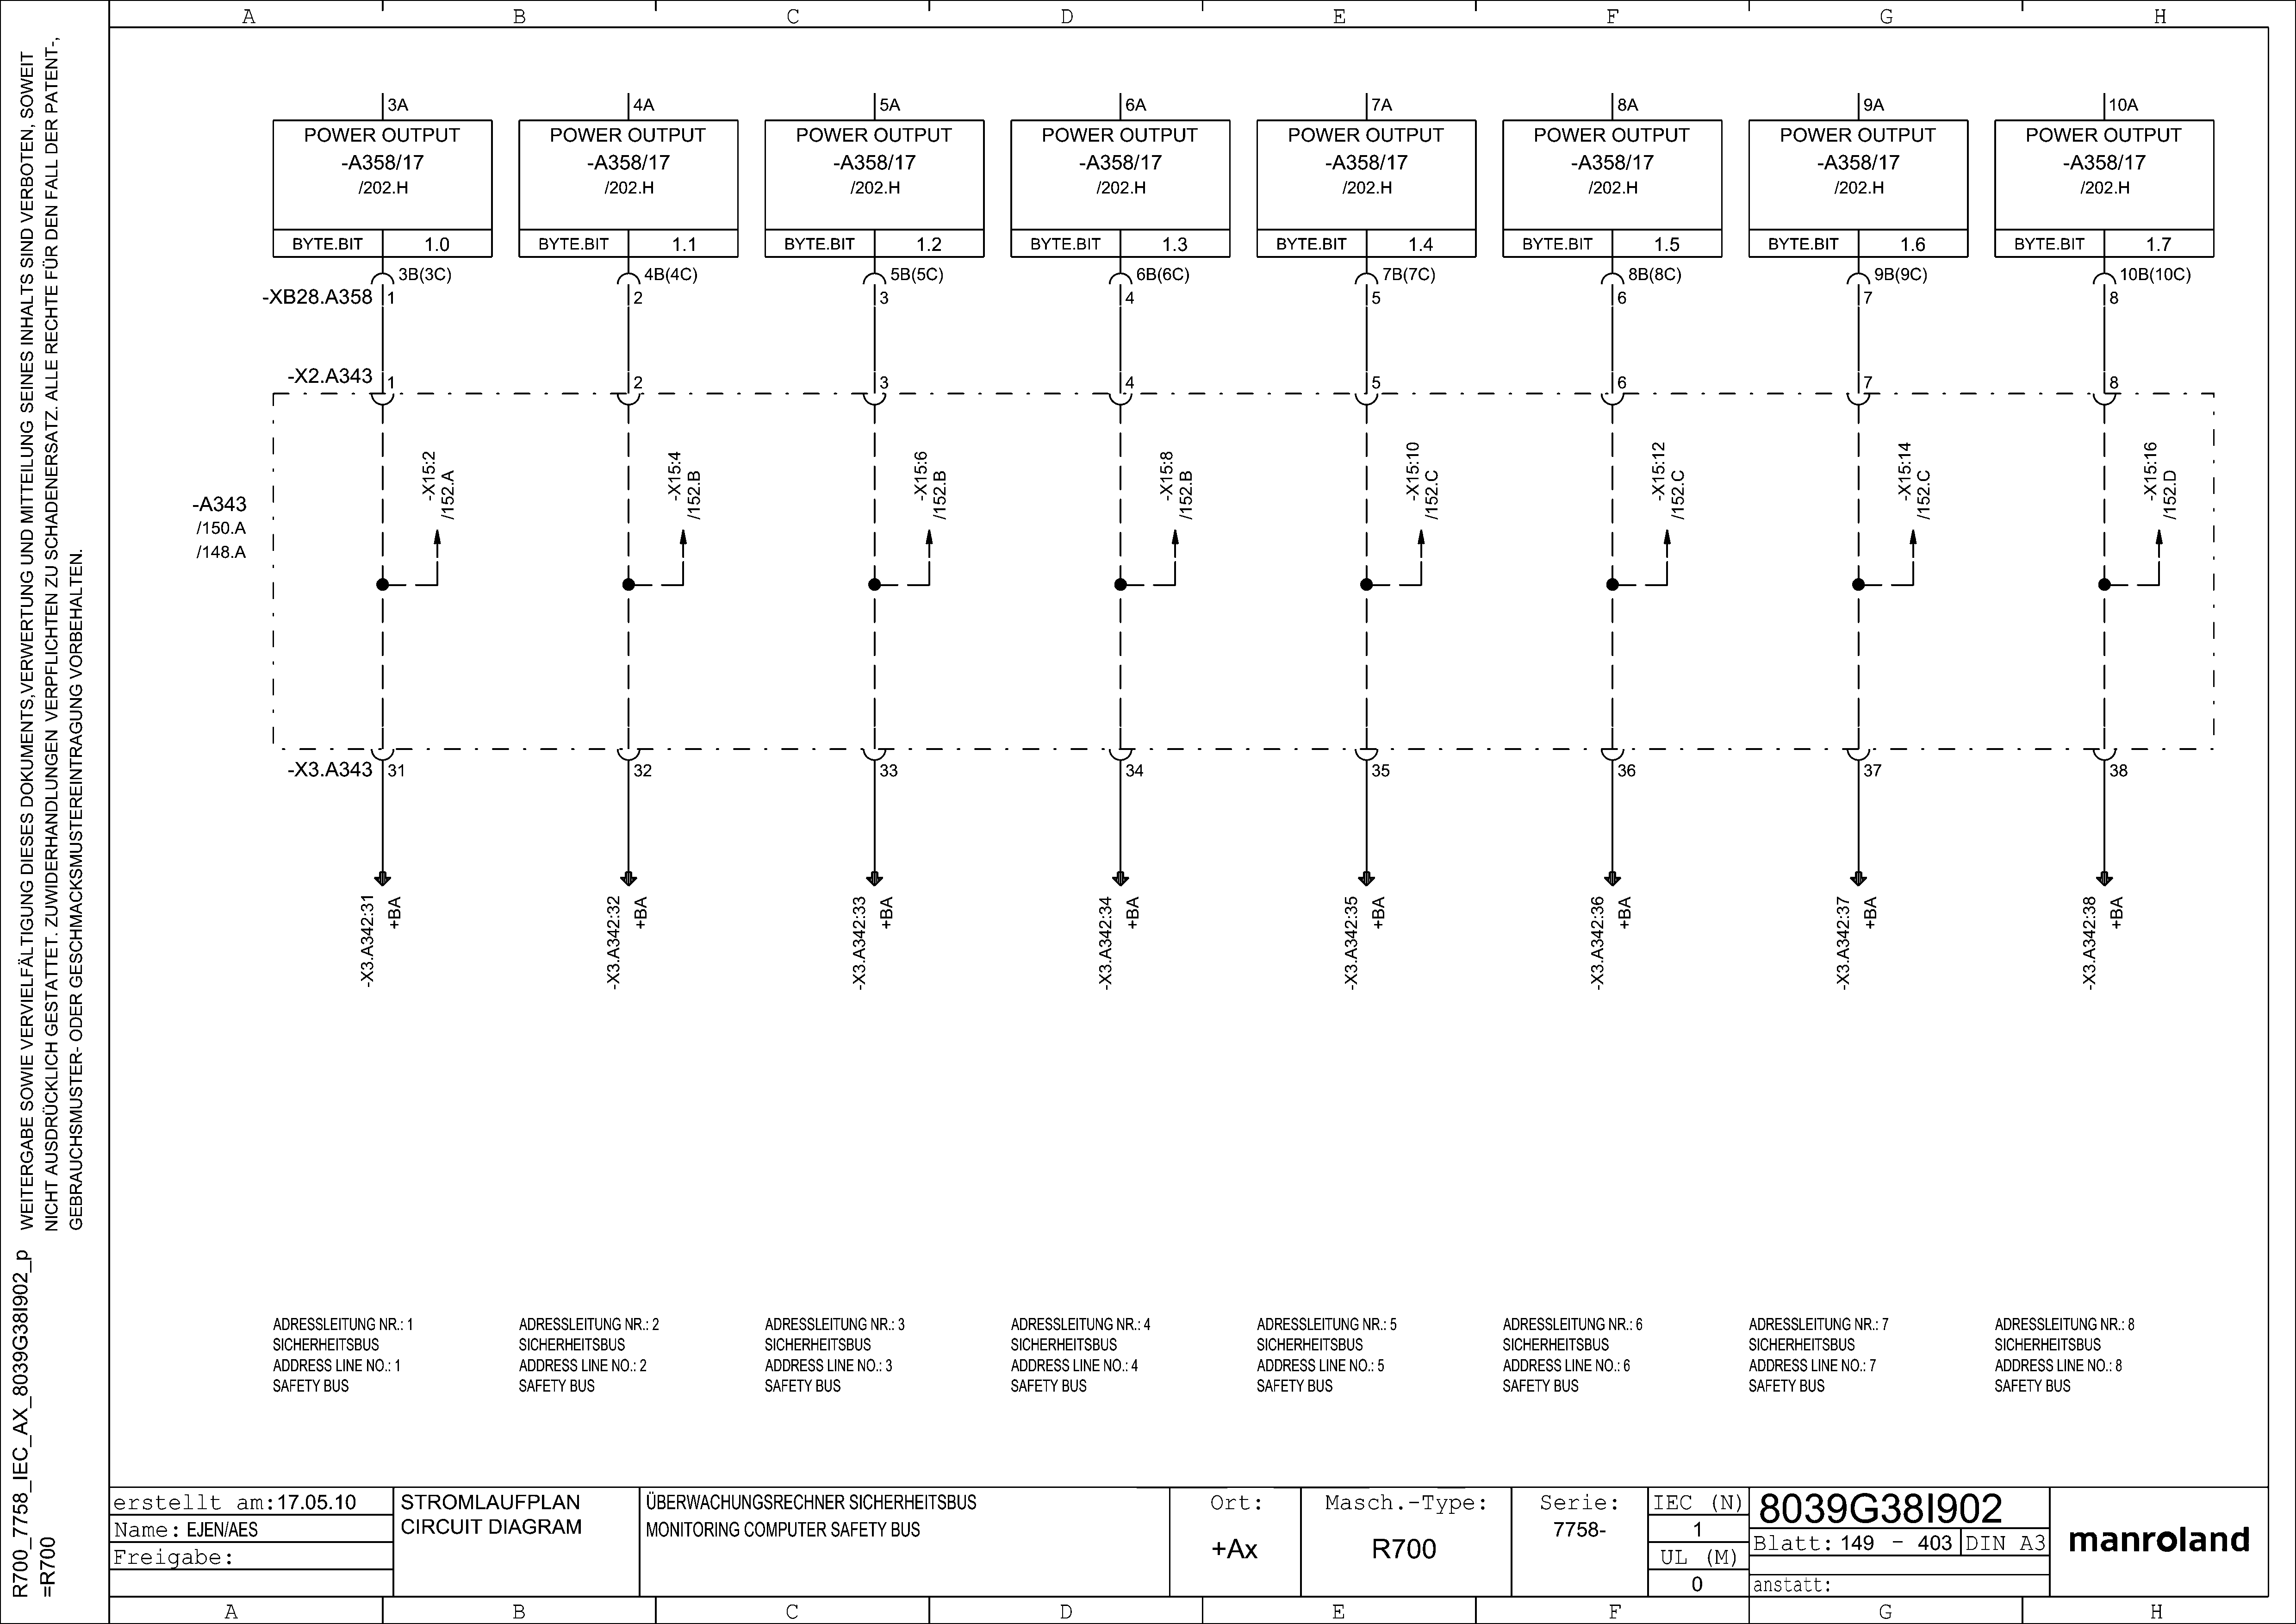 A B C D E F G H
3A 4A 5A 6A 7A 8A 9A 10A
POWER OUTPUT POWER OUTPUT POWER OUTPUT POWER OUTPUT POWER OUTPUT POWER OUTPUT POWER OUTPUT POWER OUTPUT
-A358/17 -A358/17 -A358/17 -A358/17 -A358/17 -A358/17 -A358/17 -A358/17
/202.H /202.H /202.H /202.H /202.H /202.H /202.H /202.H
BYTE.BIT 1.0 BYTE.BIT 1.1 BYTE.BIT 1.2 BYTE.BIT 1.3 BYTE.BIT 1.4 BYTE.BIT 1.5 BYTE.BIT 1.6 BYTE.BIT 1.7
3B(3C) 4B(4C) 5B(5C) 6B(6C) 7B(7C) 8B(8C) 9B(9C) 10B(10C)
-XB28.A358 1 2 3 4 5 6 7 8
-X2.A343 1 2 3 4 5 6 7 8
-X15:2 -X15:4 -X15:6 -X15:8 -X15:10 -X15:12 -X15:14 -X15:16
/152.A /152.B /152.B /152.B /152.C /152.C /152.C /152.D
-A343
/150.A
/148.A
-X3.A343 31 32 33 34 35 36 37 38
-X3.A342:31 -X3.A342:32 -X3.A342:33 -X3.A342:34 -X3.A342:35 -X3.A342:36 -X3.A342:37 -X3.A342:38
+BA +BA +BA +BA +BA +BA +BA +BA
ADRESSLEITUNG NR.: 1 ADRESSLEITUNG NR.: 2 ADRESSLEITUNG NR.: 3 ADRESSLEITUNG NR.: 4 ADRESSLEITUNG NR.: 5 ADRESSLEITUNG NR.: 6 ADRESSLEITUNG NR.: 7 ADRESSLEITUNG NR.: 8
SICHERHEITSBUS SICHERHEITSBUS SICHERHEITSBUS SICHERHEITSBUS SICHERHEITSBUS SICHERHEITSBUS SICHERHEITSBUS SICHERHEITSBUS
ADDRESS LINE NO.: 1 ADDRESS LINE NO.: 2 ADDRESS LINE NO.: 3 ADDRESS LINE NO.: 4 ADDRESS LINE NO.: 5 ADDRESS LINE NO.: 6 ADDRESS LINE NO.: 7 ADDRESS LINE NO.: 8
SAFETY BUS SAFETY BUS SAFETY BUS SAFETY BUS SAFETY BUS SAFETY BUS SAFETY BUS SAFETY BUS
erstellt am: 17.05.10
Name: EJEN/AES
Freigabe:
STROMLAUFPLAN
CIRCUIT DIAGRAM
ÜBERWACHUNGSRECHNER SICHERHEITSBUS
MONITORING COMPUTER SAFETY BUS
Ort:
+Ax
Masch.-Type:
R700
Serie:
7758-
IEC (N)
1
UL (M)
0
8039G38I902
Blatt: 149 - 403 DIN A3
anstatt:
manroland
A B C D E F G H
WEITERGABE SOWIE VERVIELFÄLTIGUNG DIESES DOKUMENTS,VERWERTUNG UND MITTEILUNG SEINES INHALTS SIND VERBOTEN, SOWEIT
NICHT AUSDRÜCKLICH GESTATTET. ZUWIDERHANDLUNGEN VERPFLICHTEN ZU SCHADENERSATZ. ALLE RECHTE FÜR DEN FALL DER PATENT-,
GEBRAUCHSMUSTER- ODER GESCHMACKSMUSTEREINTRAGUNG VORBEHALTEN.
R700_7758_IEC_AX_8039G38I902_p
=R700